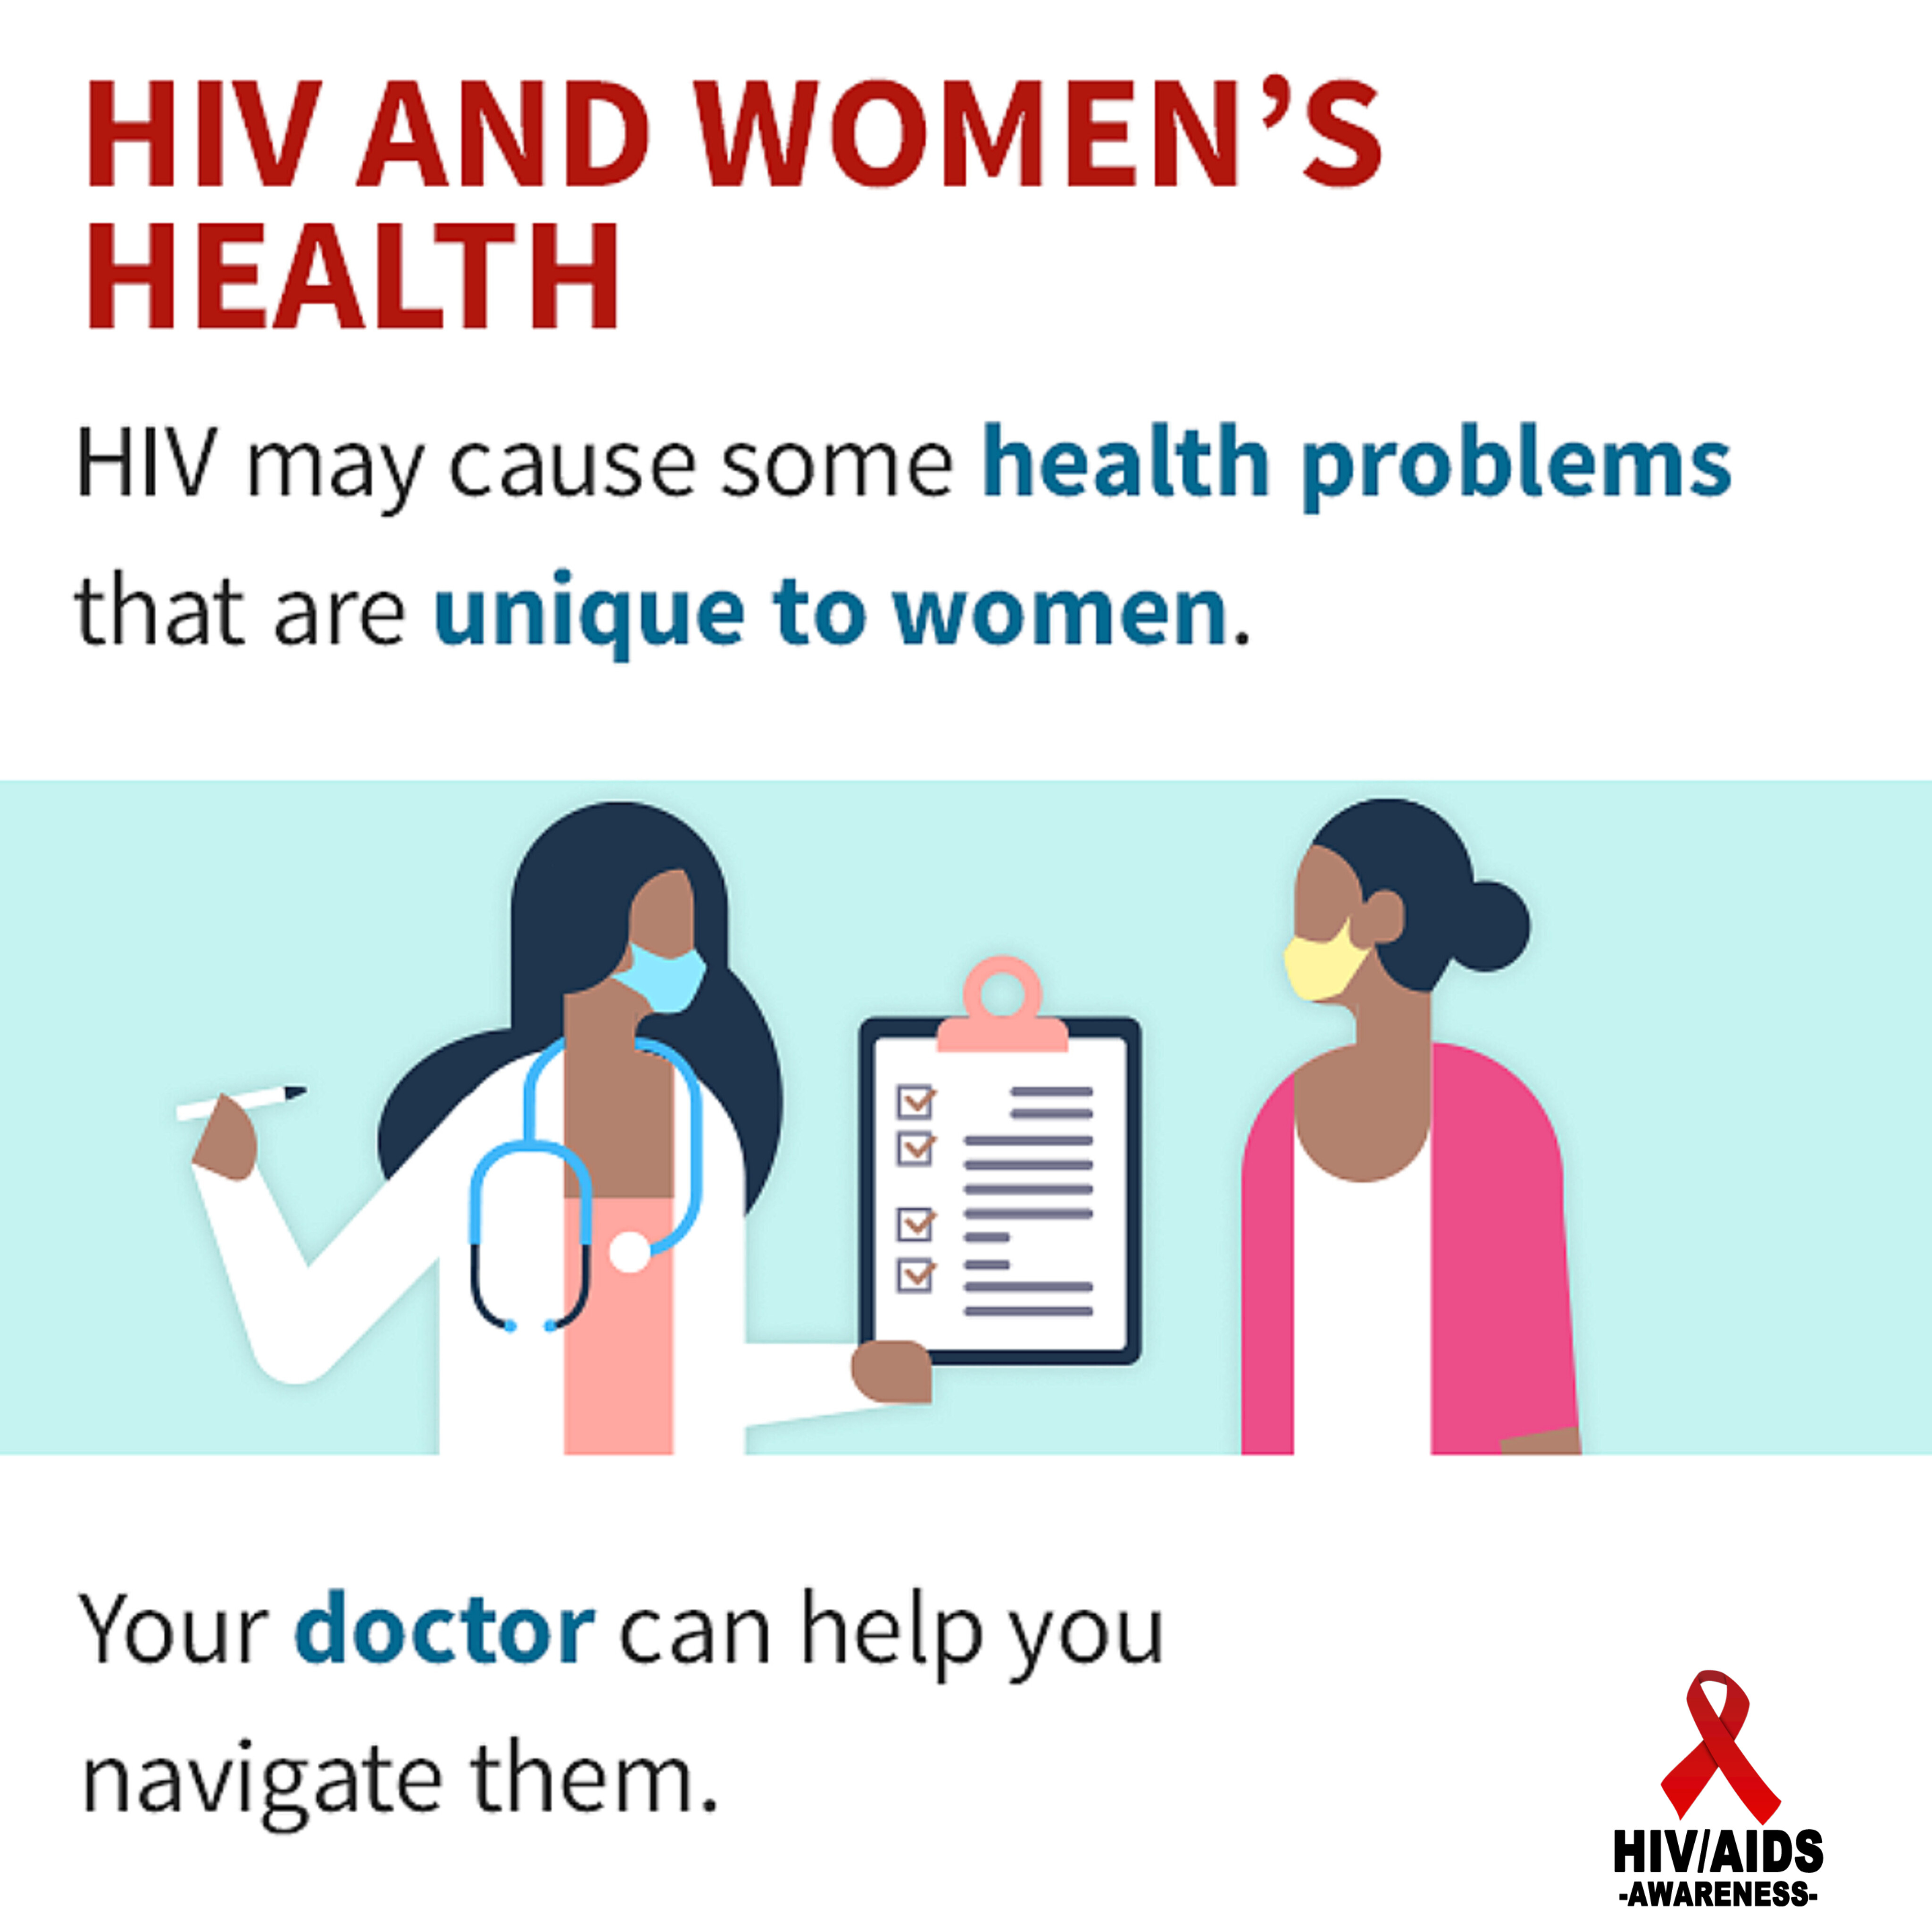 HIV AND WOMEN’S
HEALTH
HIV may cause some health problems
that are unique to women.
Your doctor can help you
navigate them.
HIV/AIDS
-AWARENESS-